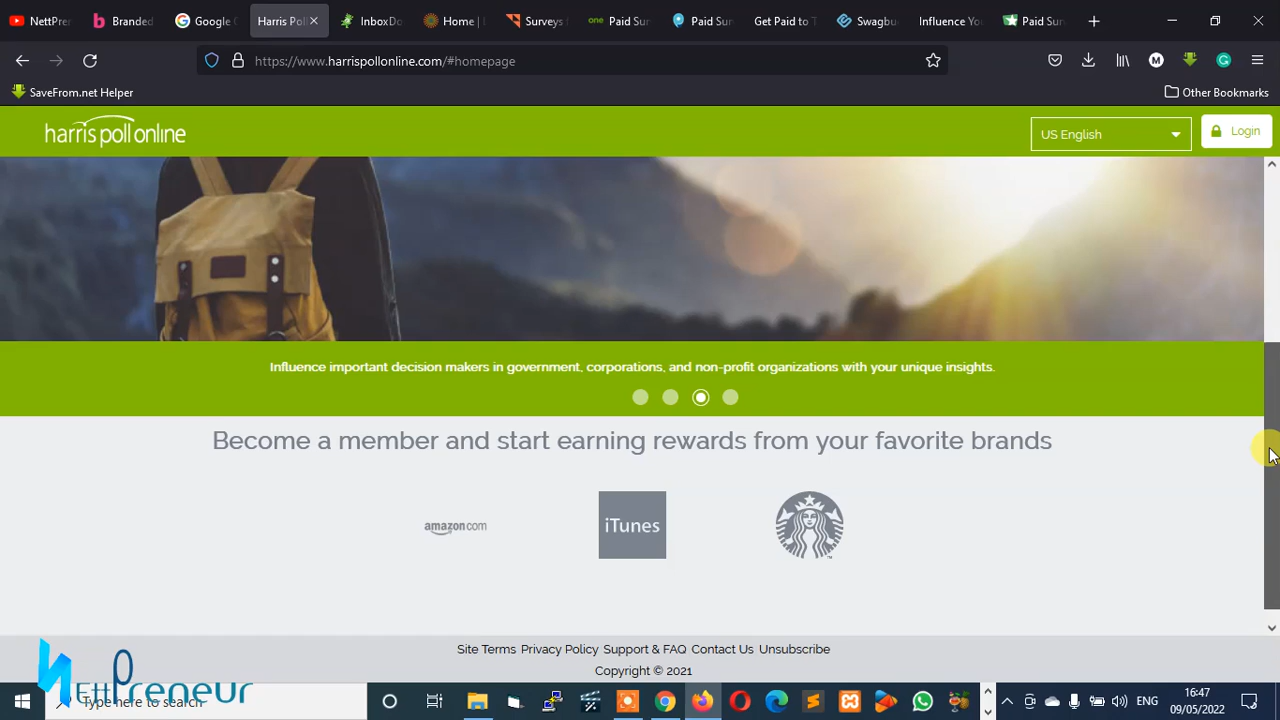 NettPre
Branded
Google
Harris Pol
InboxDo
Home |
Surveys
one Paid Sur
Paid Sur
Get Paid to T
Swagbu
Influence Yo
Paid Sur
https://www.harrispollonline.com/#homepage
M
SaveFrom.net Helper
Other Bookmarks
harris poll online
US English
Login
Influence important decision makers in government, corporations, and non-profit organizations with your unique insights.
Become a member and start earning rewards from your favorite brands
amazon.com
iTunes
Site Terms Privacy Policy Support & FAQ Contact Us Unsubscribe
Copyright © 2021
NEttPreneur
Type here to search
ENG
16:47
09/05/2022